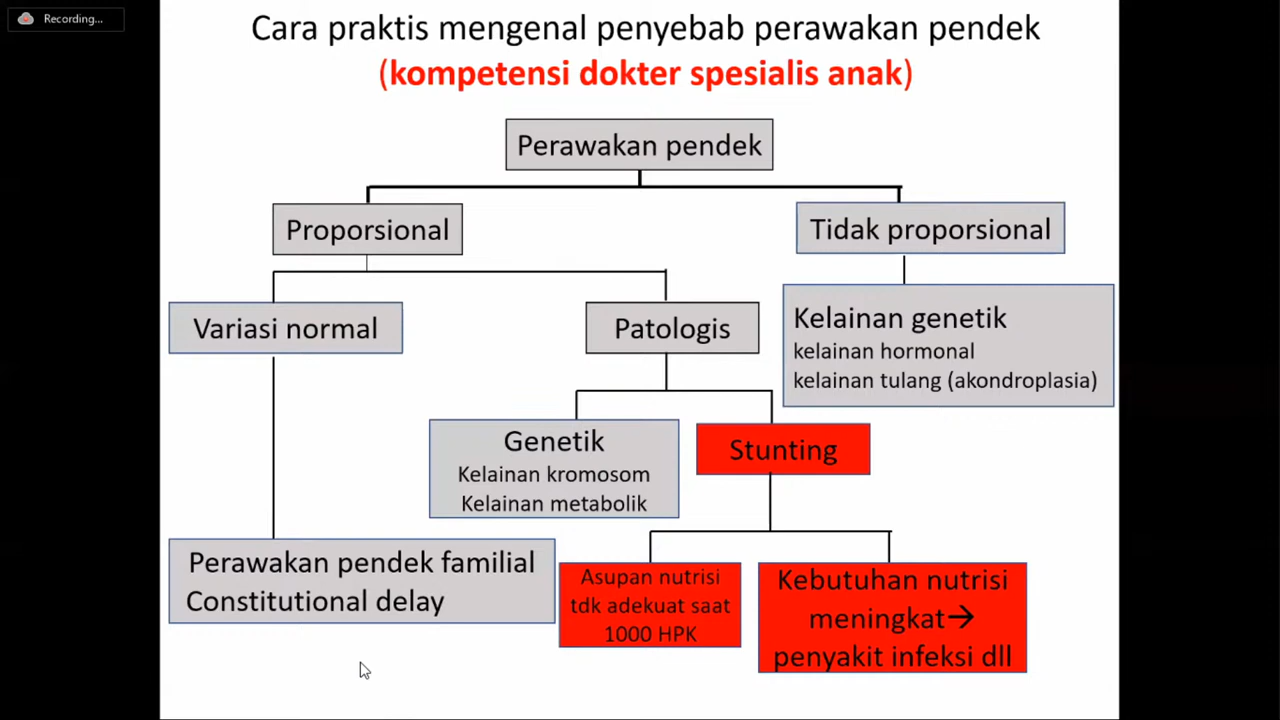 Recording...
Cara praktis mengenal penyebab perawakan pendek
(kompetensi dokter spesialis anak)
Perawakan pendek
Proporsional
Tidak proporsional
Variasi normal
Patologis
Kelainan genetik
kelainan hormonal
kelainan tulang (akondroplasia)
Genetik
Kelainan kromosom
Kelainan metabolik
Stunting
Perawakan pendek familial
Constitutional delay
Asupan nutrisi
tdk adekuat saat
1000 HPK
Kebutuhan nutrisi
meningkat→
penyakit infeksi dll